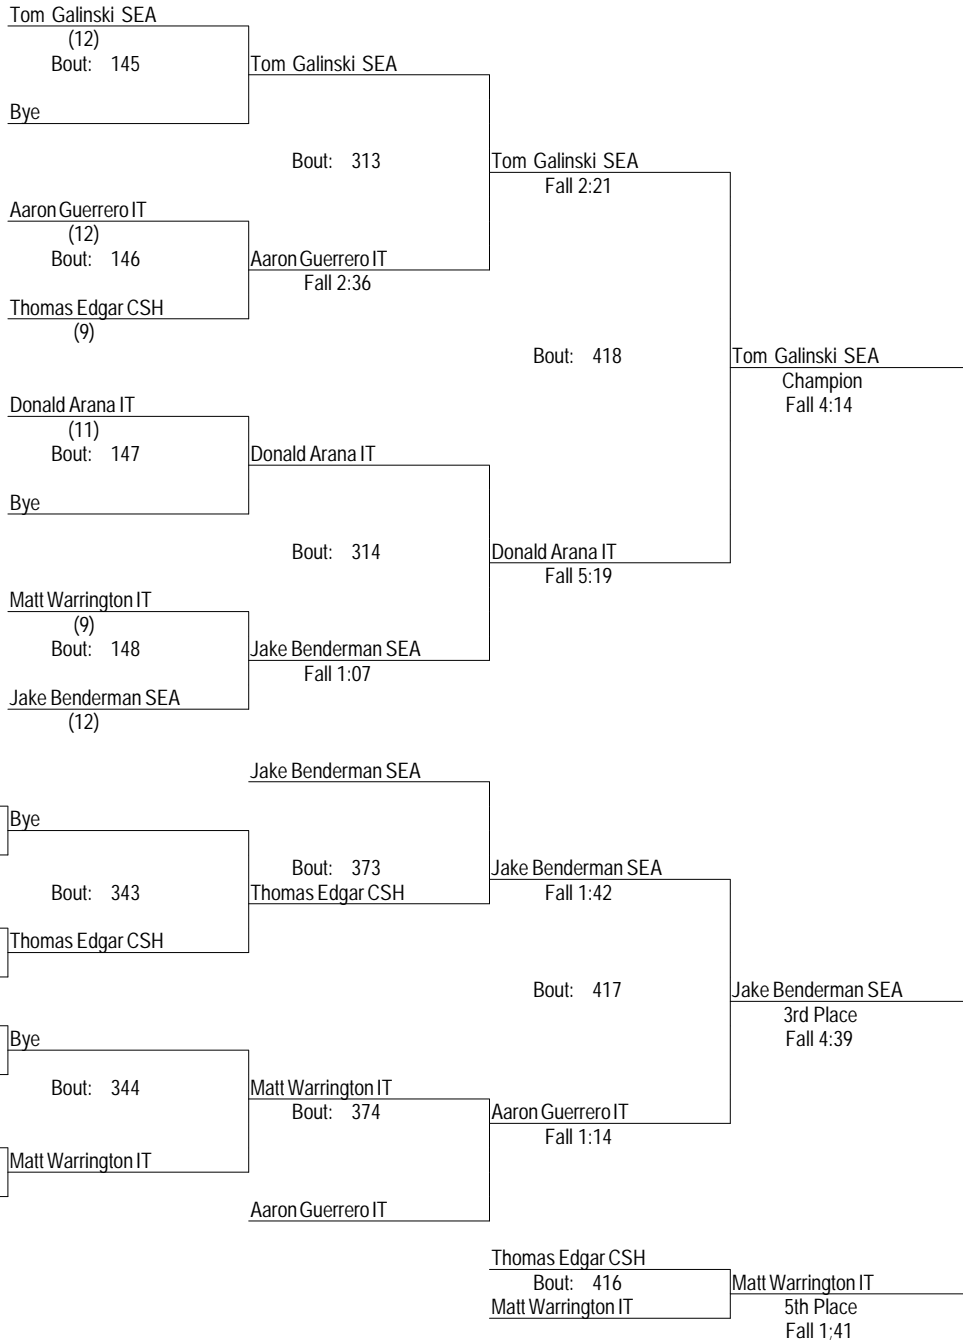 Tom Galinski SEA
(12)
Bout: 145
Tom Galinski SEA
Bye
Bout: 313
Tom Galinski SEA
Fall 2:21
Aaron Guerrero IT
(12)
Bout: 146
Aaron Guerrero IT
Fall 2:36
Thomas Edgar CSH
(9)
Bout: 418
Tom Galinski SEA
Champion
Fall 4:14
Donald Arana IT
(11)
Bout: 147
Donald Arana IT
Bye
Bout: 314
Donald Arana IT
Fall 5:19
Matt Warrington IT
(9)
Bout: 148
Jake Benderman SEA
Fall 1:07
Jake Benderman SEA
(12)
Jake Benderman SEA
Bye
Bout: 373
Jake Benderman SEA
Fall 1:42
Bout: 343
Thomas Edgar CSH
Thomas Edgar CSH
Bout: 417
Jake Benderman SEA
3rd Place
Fall 4:39
Bye
Bout: 344
Matt Warrington IT
Bout: 374
Aaron Guerrero IT
Fall 1:14
Matt Warrington IT
Aaron Guerrero IT
Thomas Edgar CSH
Bout: 416
Matt Warrington IT
Matt Warrington IT
5th Place
Fall 1;41